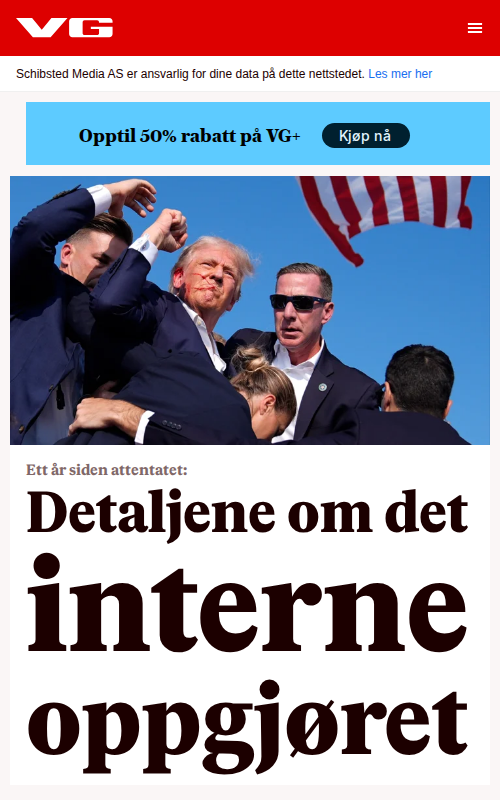 VG
Schibsted Media AS er ansvarlig for dine data på dette nettstedet. Les mer her
Opptil 50% rabatt på VG+ Kjøp nå
Ett år siden attentatet:
Detaljene om det
interne
oppgjøret